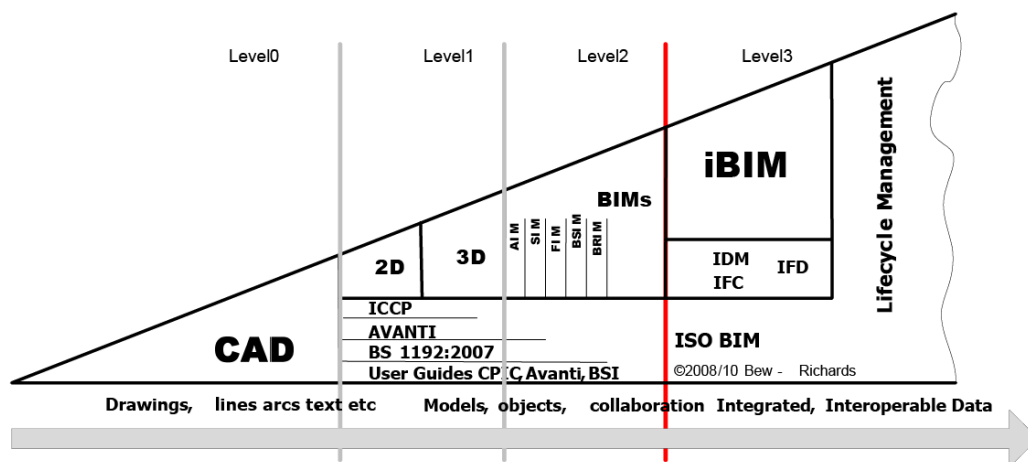 Level0 Level1 Level2 Level3
Lifecycle Management
iBIM
BIMs
AIM
SIM
FIM
BSIM
BRIM
2D 3D
IDM IFD
IFC
ICCP
AVANTI
CAD
BS 1192:2007
ISO BIM
User Guides CPIC, Avanti, BSI
©2008/10 Bew - Richards
Drawings, lines arcs text etc Models, objects, collaboration Integrated, Interoperable Data